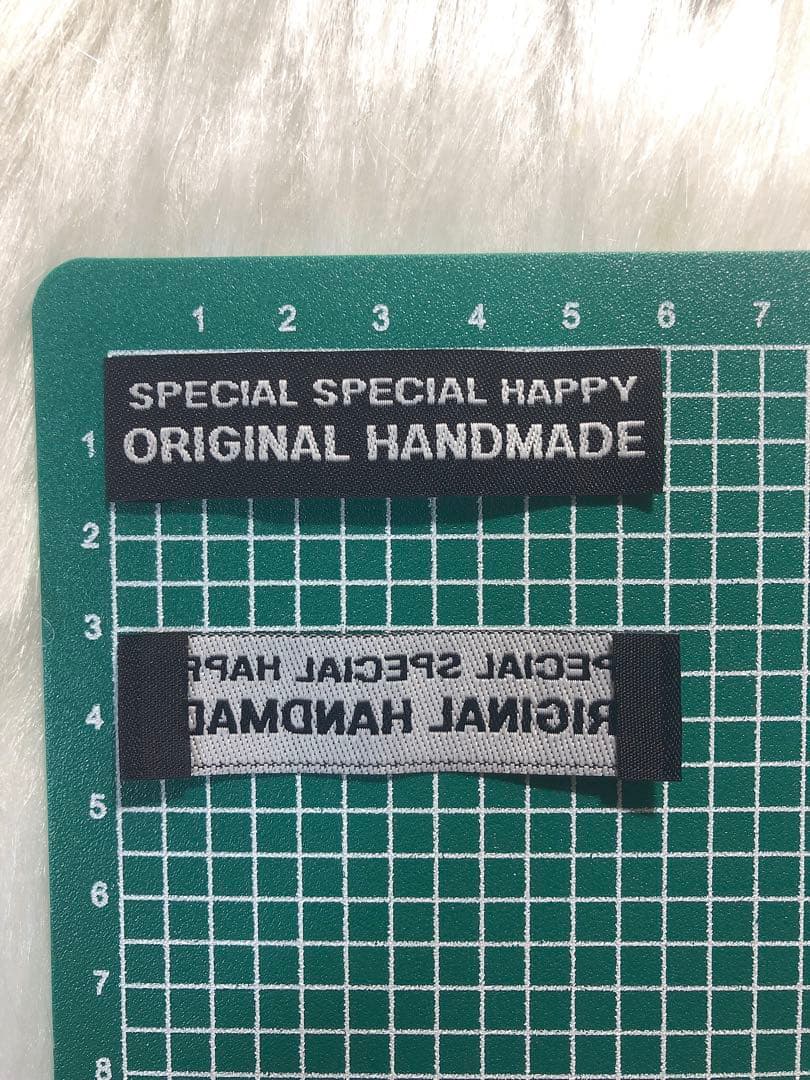 1 2 3 4 5 6 7
SPECIAL SPECIAL HAPPY
1 ORIGINAL HANDMADE
2
3
PECIAL SPECIAL HAPP
4 RIGINAL HANDMAD
5
6
7
8